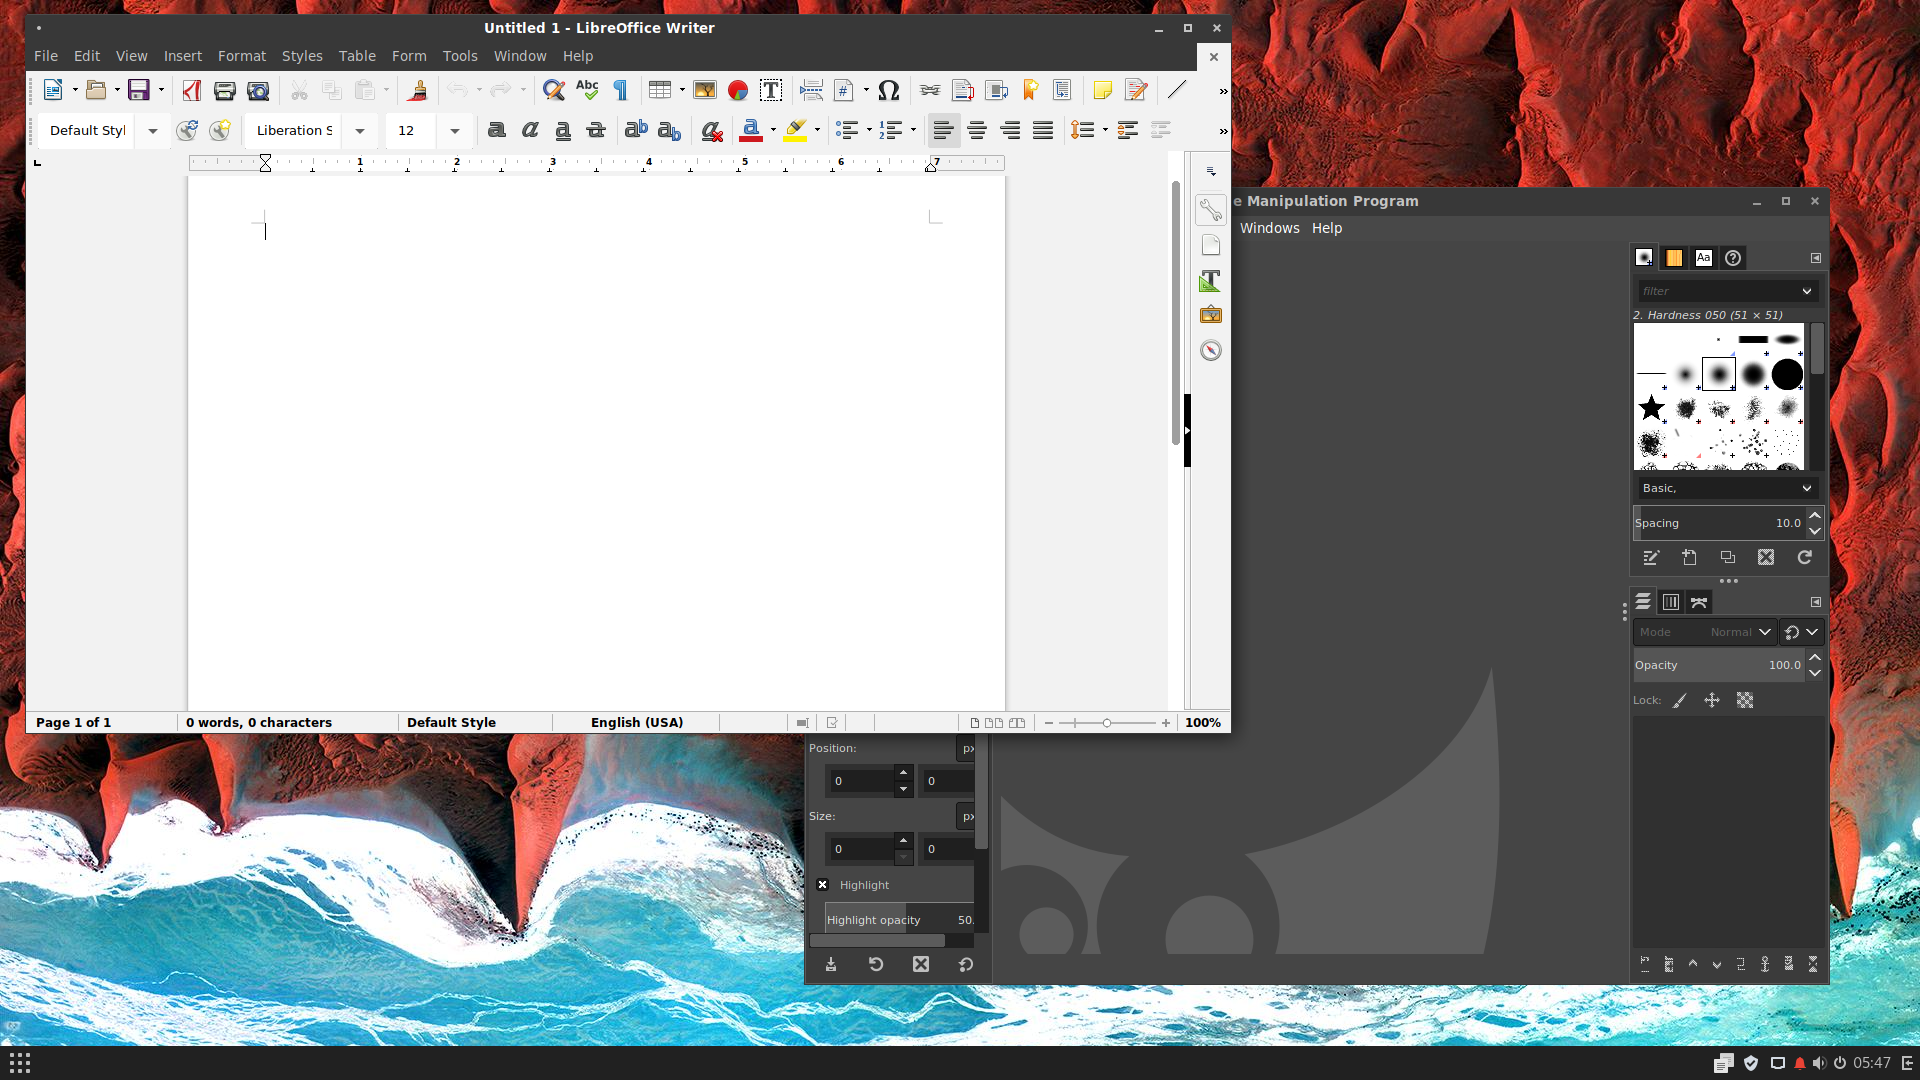 Untitled 1 - LibreOffice Writer
File Edit View Insert Format Styles Table Form Tools Window Help
Default Styl
Liberation S
12
1 2 3 4 5 6 7
Page 1 of 1
0 words, 0 characters
Default Style
English (USA)
100%
e Manipulation Program
Windows Help
Aa
filter
2. Hardness 050 (51 × 51)
Basic,
Spacing 10.0
Mode Normal
Opacity 100.0
Lock:
Position: px
0 0
Size: px
0 0
Highlight
Highlight opacity 50.
05:47